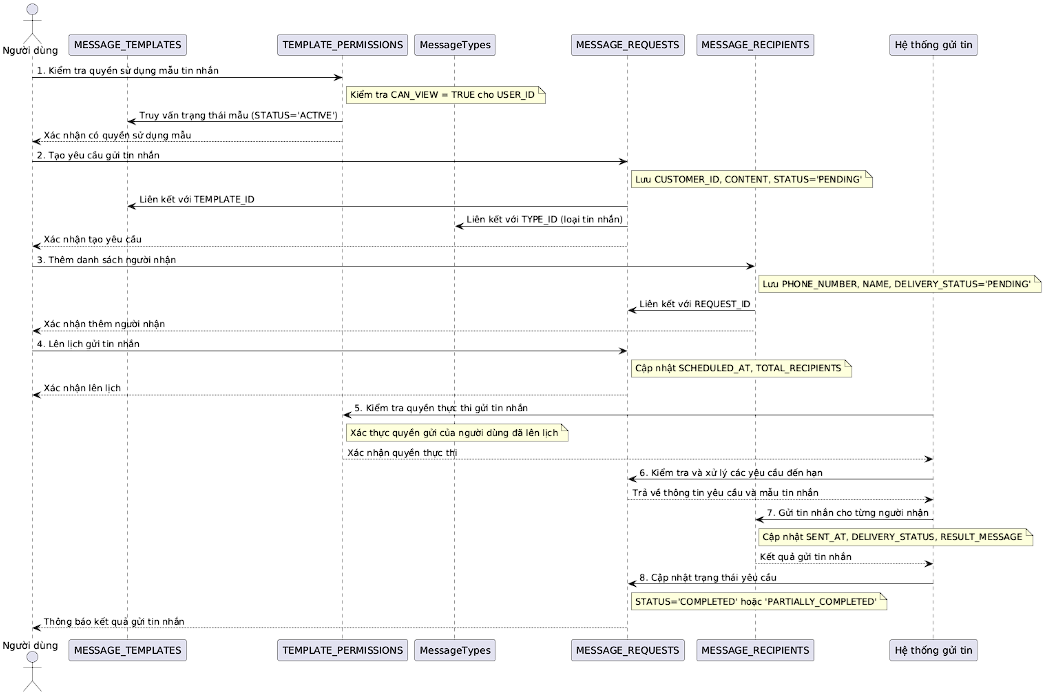 Người dùng
MESSAGE_TEMPLATES
TEMPLATE_PERMISSIONS
MessageTypes
MESSAGE_REQUESTS
MESSAGE_RECIPIENTS
Hệ thống gửi tin
1. Kiểm tra quyền sử dụng mẫu tin nhắn
Kiểm tra CAN_VIEW = TRUE cho USER_ID
Truy vấn trạng thái mẫu (STATUS='ACTIVE')
Xác nhận có quyền sử dụng mẫu
2. Tạo yêu cầu gửi tin nhắn
Lưu CUSTOMER_ID, CONTENT, STATUS='PENDING'
Liên kết với TEMPLATE_ID
Liên kết với TYPE_ID (loại tin nhắn)
Xác nhận tạo yêu cầu
3. Thêm danh sách người nhận
Lưu PHONE_NUMBER, NAME, DELIVERY_STATUS='PENDING'
Liên kết với REQUEST_ID
Xác nhận thêm người nhận
4. Lên lịch gửi tin nhắn
Cập nhật SCHEDULED_AT, TOTAL_RECIPIENTS
Xác nhận lên lịch
5. Kiểm tra quyền thực thi gửi tin nhắn
Xác thực quyền gửi của người dùng đã lên lịch
Xác nhận quyền thực thi
6. Kiểm tra và xử lý các yêu cầu đến hạn
Trả về thông tin yêu cầu và mẫu tin nhắn
7. Gửi tin nhắn cho từng người nhận
Cập nhật SENT_AT, DELIVERY_STATUS, RESULT_MESSAGE
Kết quả gửi tin nhắn
8. Cập nhật trạng thái yêu cầu
STATUS='COMPLETED' hoặc 'PARTIALLY_COMPLETED'
Thông báo kết quả gửi tin nhắn
Người dùng
MESSAGE_TEMPLATES
TEMPLATE_PERMISSIONS
MessageTypes
MESSAGE_REQUESTS
MESSAGE_RECIPIENTS
Hệ thống gửi tin